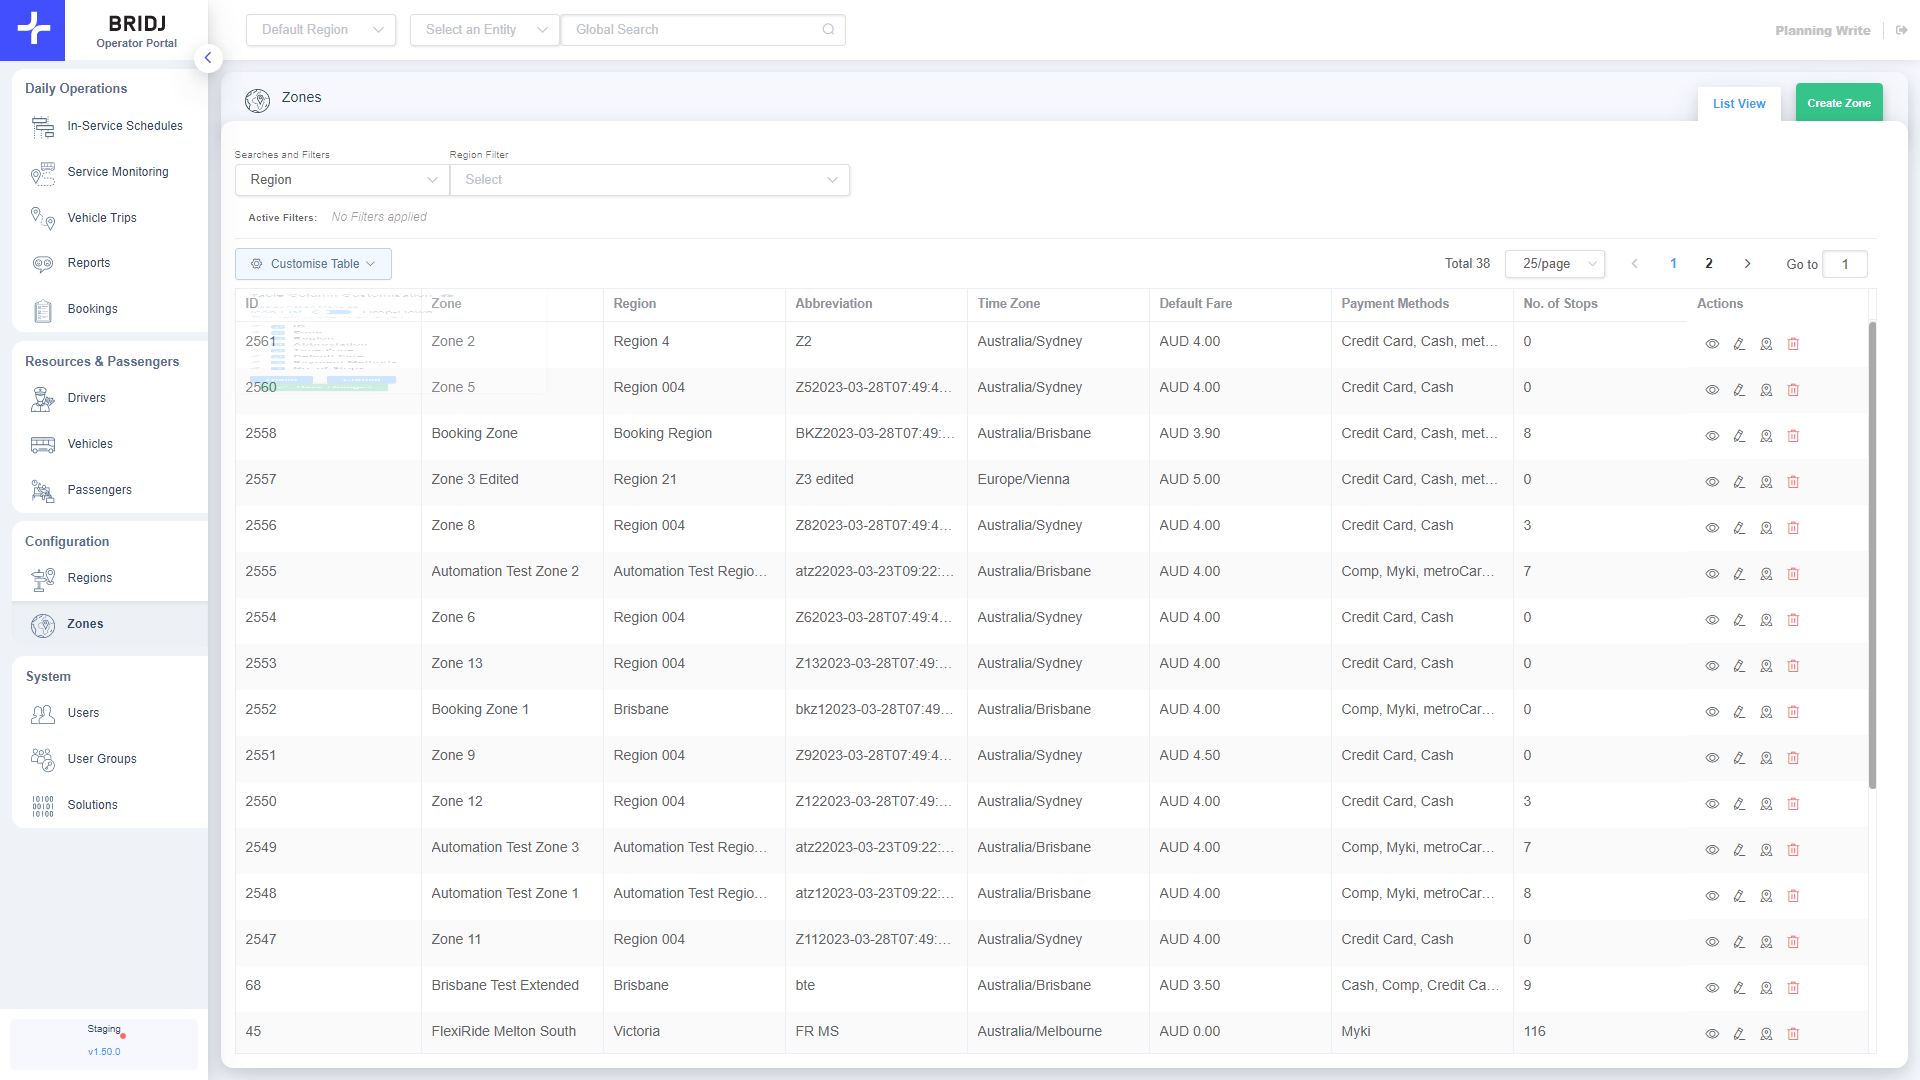 BRIDJ
Operator Portal
Default Region
Select an Entity
Global Search
Planning Write
Daily Operations
In-Service Schedules
Service Monitoring
Vehicle Trips
Reports
Bookings
Resources & Passengers
Drivers
Vehicles
Passengers
Configuration
Regions
Zones
System
Users
User Groups
Solutions
Staging
v1.50.0
Zones
List View
Create Zone
Searches and Filters
Region Filter
Region
Select
Active Filters: No Filters applied
Customise Table
Total 38 25/page 1 2 Go to 1
ID Zone Region Abbreviation Time Zone Default Fare Payment Methods No. of Stops Actions
2561 Zone 2 Region 4 Z2 Australia/Sydney AUD 4.00 Credit Card, Cash, met... 0
2560 Zone 5 Region 004 Z52023-03-28T07:49:4... Australia/Sydney AUD 4.00 Credit Card, Cash 0
2558 Booking Zone Booking Region BKZ2023-03-28T07:49:... Australia/Brisbane AUD 3.90 Credit Card, Cash, met... 8
2557 Zone 3 Edited Region 21 Z3 edited Europe/Vienna AUD 5.00 Credit Card, Cash, met... 0
2556 Zone 8 Region 004 Z82023-03-28T07:49:4... Australia/Sydney AUD 4.00 Credit Card, Cash 3
2555 Automation Test Zone 2 Automation Test Regio... atz22023-03-23T09:22:... Australia/Brisbane AUD 4.00 Comp, Myki, metroCar... 7
2554 Zone 6 Region 004 Z62023-03-28T07:49:4... Australia/Sydney AUD 4.00 Credit Card, Cash 0
2553 Zone 13 Region 004 Z132023-03-28T07:49:... Australia/Sydney AUD 4.00 Credit Card, Cash 0
2552 Booking Zone 1 Brisbane bkz12023-03-28T07:49... Australia/Brisbane AUD 4.00 Comp, Myki, metroCar... 0
2551 Zone 9 Region 004 Z92023-03-28T07:49:4... Australia/Sydney AUD 4.50 Credit Card, Cash 0
2550 Zone 12 Region 004 Z122023-03-28T07:49:... Australia/Sydney AUD 4.00 Credit Card, Cash 3
2549 Automation Test Zone 3 Automation Test Regio... atz22023-03-23T09:22:... Australia/Brisbane AUD 4.00 Comp, Myki, metroCar... 7
2548 Automation Test Zone 1 Automation Test Regio... atz12023-03-23T09:22:... Australia/Brisbane AUD 4.00 Comp, Myki, metroCar... 8
2547 Zone 11 Region 004 Z112023-03-28T07:49:... Australia/Sydney AUD 4.00 Credit Card, Cash 0
68 Brisbane Test Extended Brisbane bte Australia/Brisbane AUD 3.50 Cash, Comp, Credit Ca... 9
45 FlexiRide Melton South Victoria FR MS Australia/Melbourne AUD 0.00 Myki 116